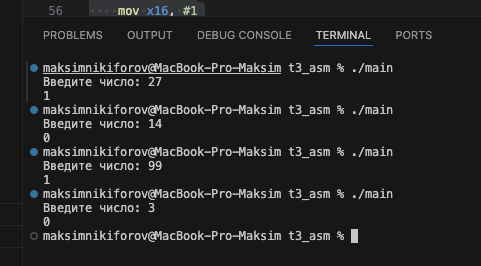 56 mov x16, #1
PROBLEMS OUTPUT DEBUG CONSOLE TERMINAL PORTS
maksimnikiforov@MacBook-Pro-Maksim t3_asm % ./main
Введите число: 27
1
maksimnikiforov@MacBook-Pro-Maksim t3_asm % ./main
Введите число: 14
0
maksimnikiforov@MacBook-Pro-Maksim t3_asm % ./main
Введите число: 99
1
maksimnikiforov@MacBook-Pro-Maksim t3_asm % ./main
Введите число: 3
0
maksimnikiforov@MacBook-Pro-Maksim t3_asm %